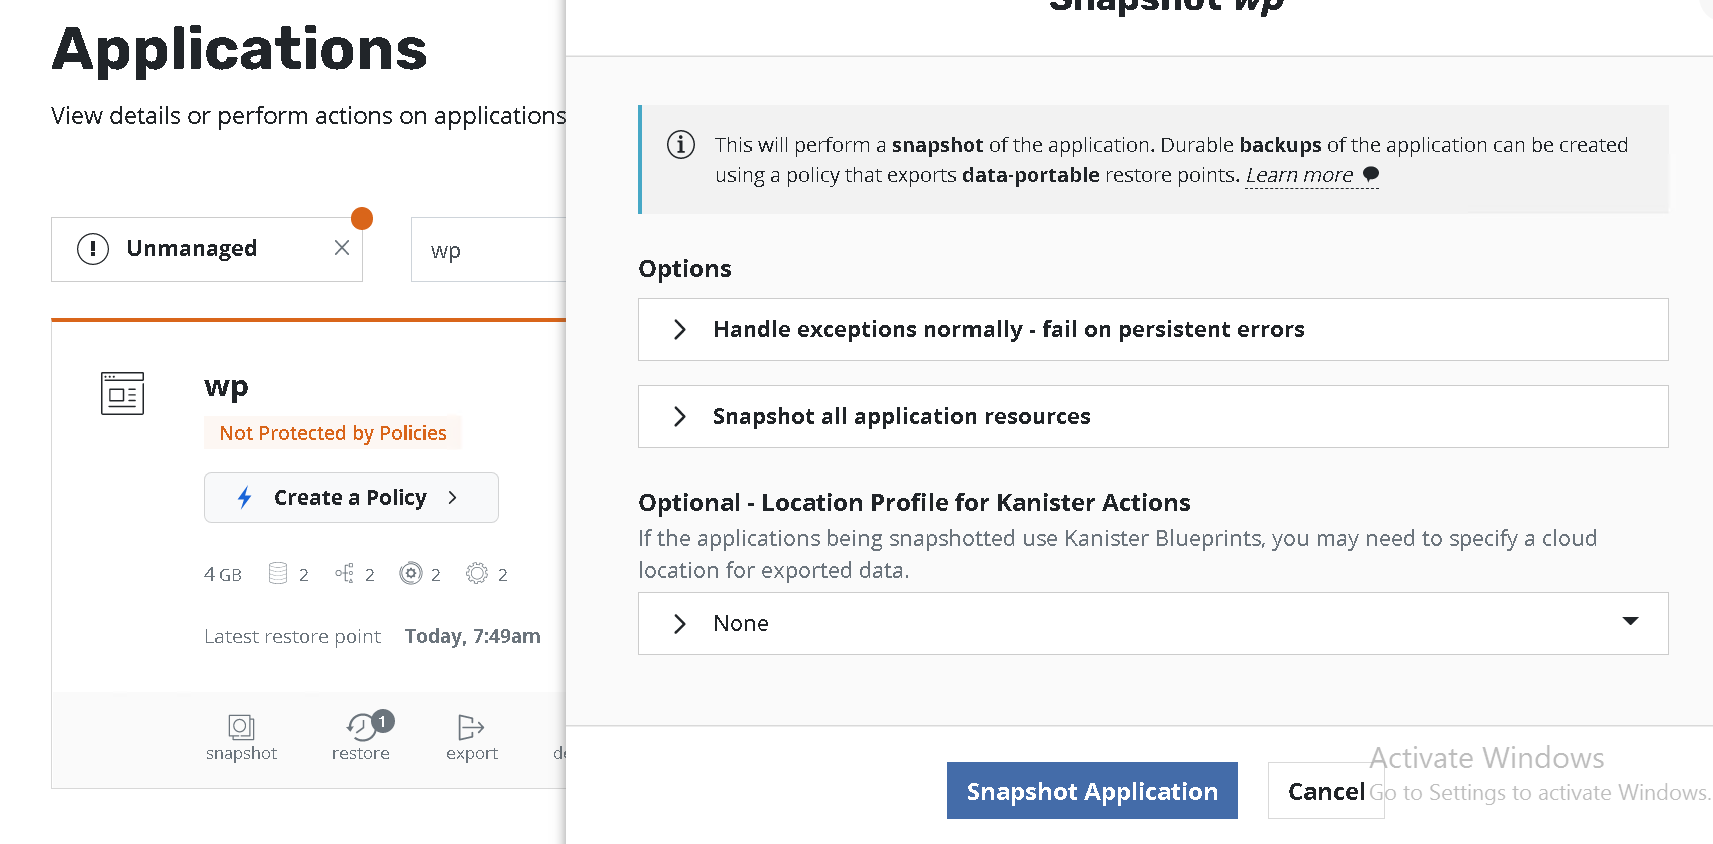 Applications
View details or perform actions on applications
Unmanaged
wp
wp
Not Protected by Policies
Create a Policy
4 GB 2 2 2 2
Latest restore point Today, 7:49am
snapshot
restore
1
export
Snapshot wp
This will perform a snapshot of the application. Durable backups of the application can be created
using a policy that exports data-portable restore points. Learn more
Options
Handle exceptions normally - fail on persistent errors
Snapshot all application resources
Optional - Location Profile for Kanister Actions
If the applications being snapshotted use Kanister Blueprints, you may need to specify a cloud
location for exported data.
None
Snapshot Application
Cancel
Activate Windows
Go to Settings to activate Windows.